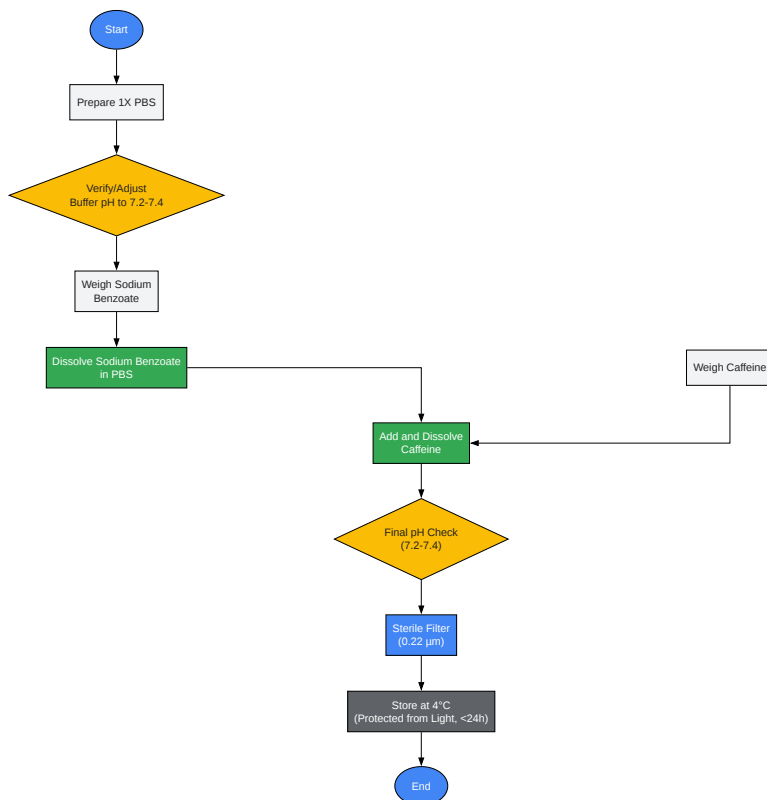 Start
Prepare 1X PBS
Verify/Adjust
Buffer pH to 7.2-7.4
Weigh Sodium
Benzoate
Dissolve Sodium Benzoate
in PBS
Weigh Caffeine
Add and Dissolve
Caffeine
Final pH Check
(7.2-7.4)
Sterile Filter
(0.22 µm)
Store at 4°C
(Protected from Light, <24h)
End